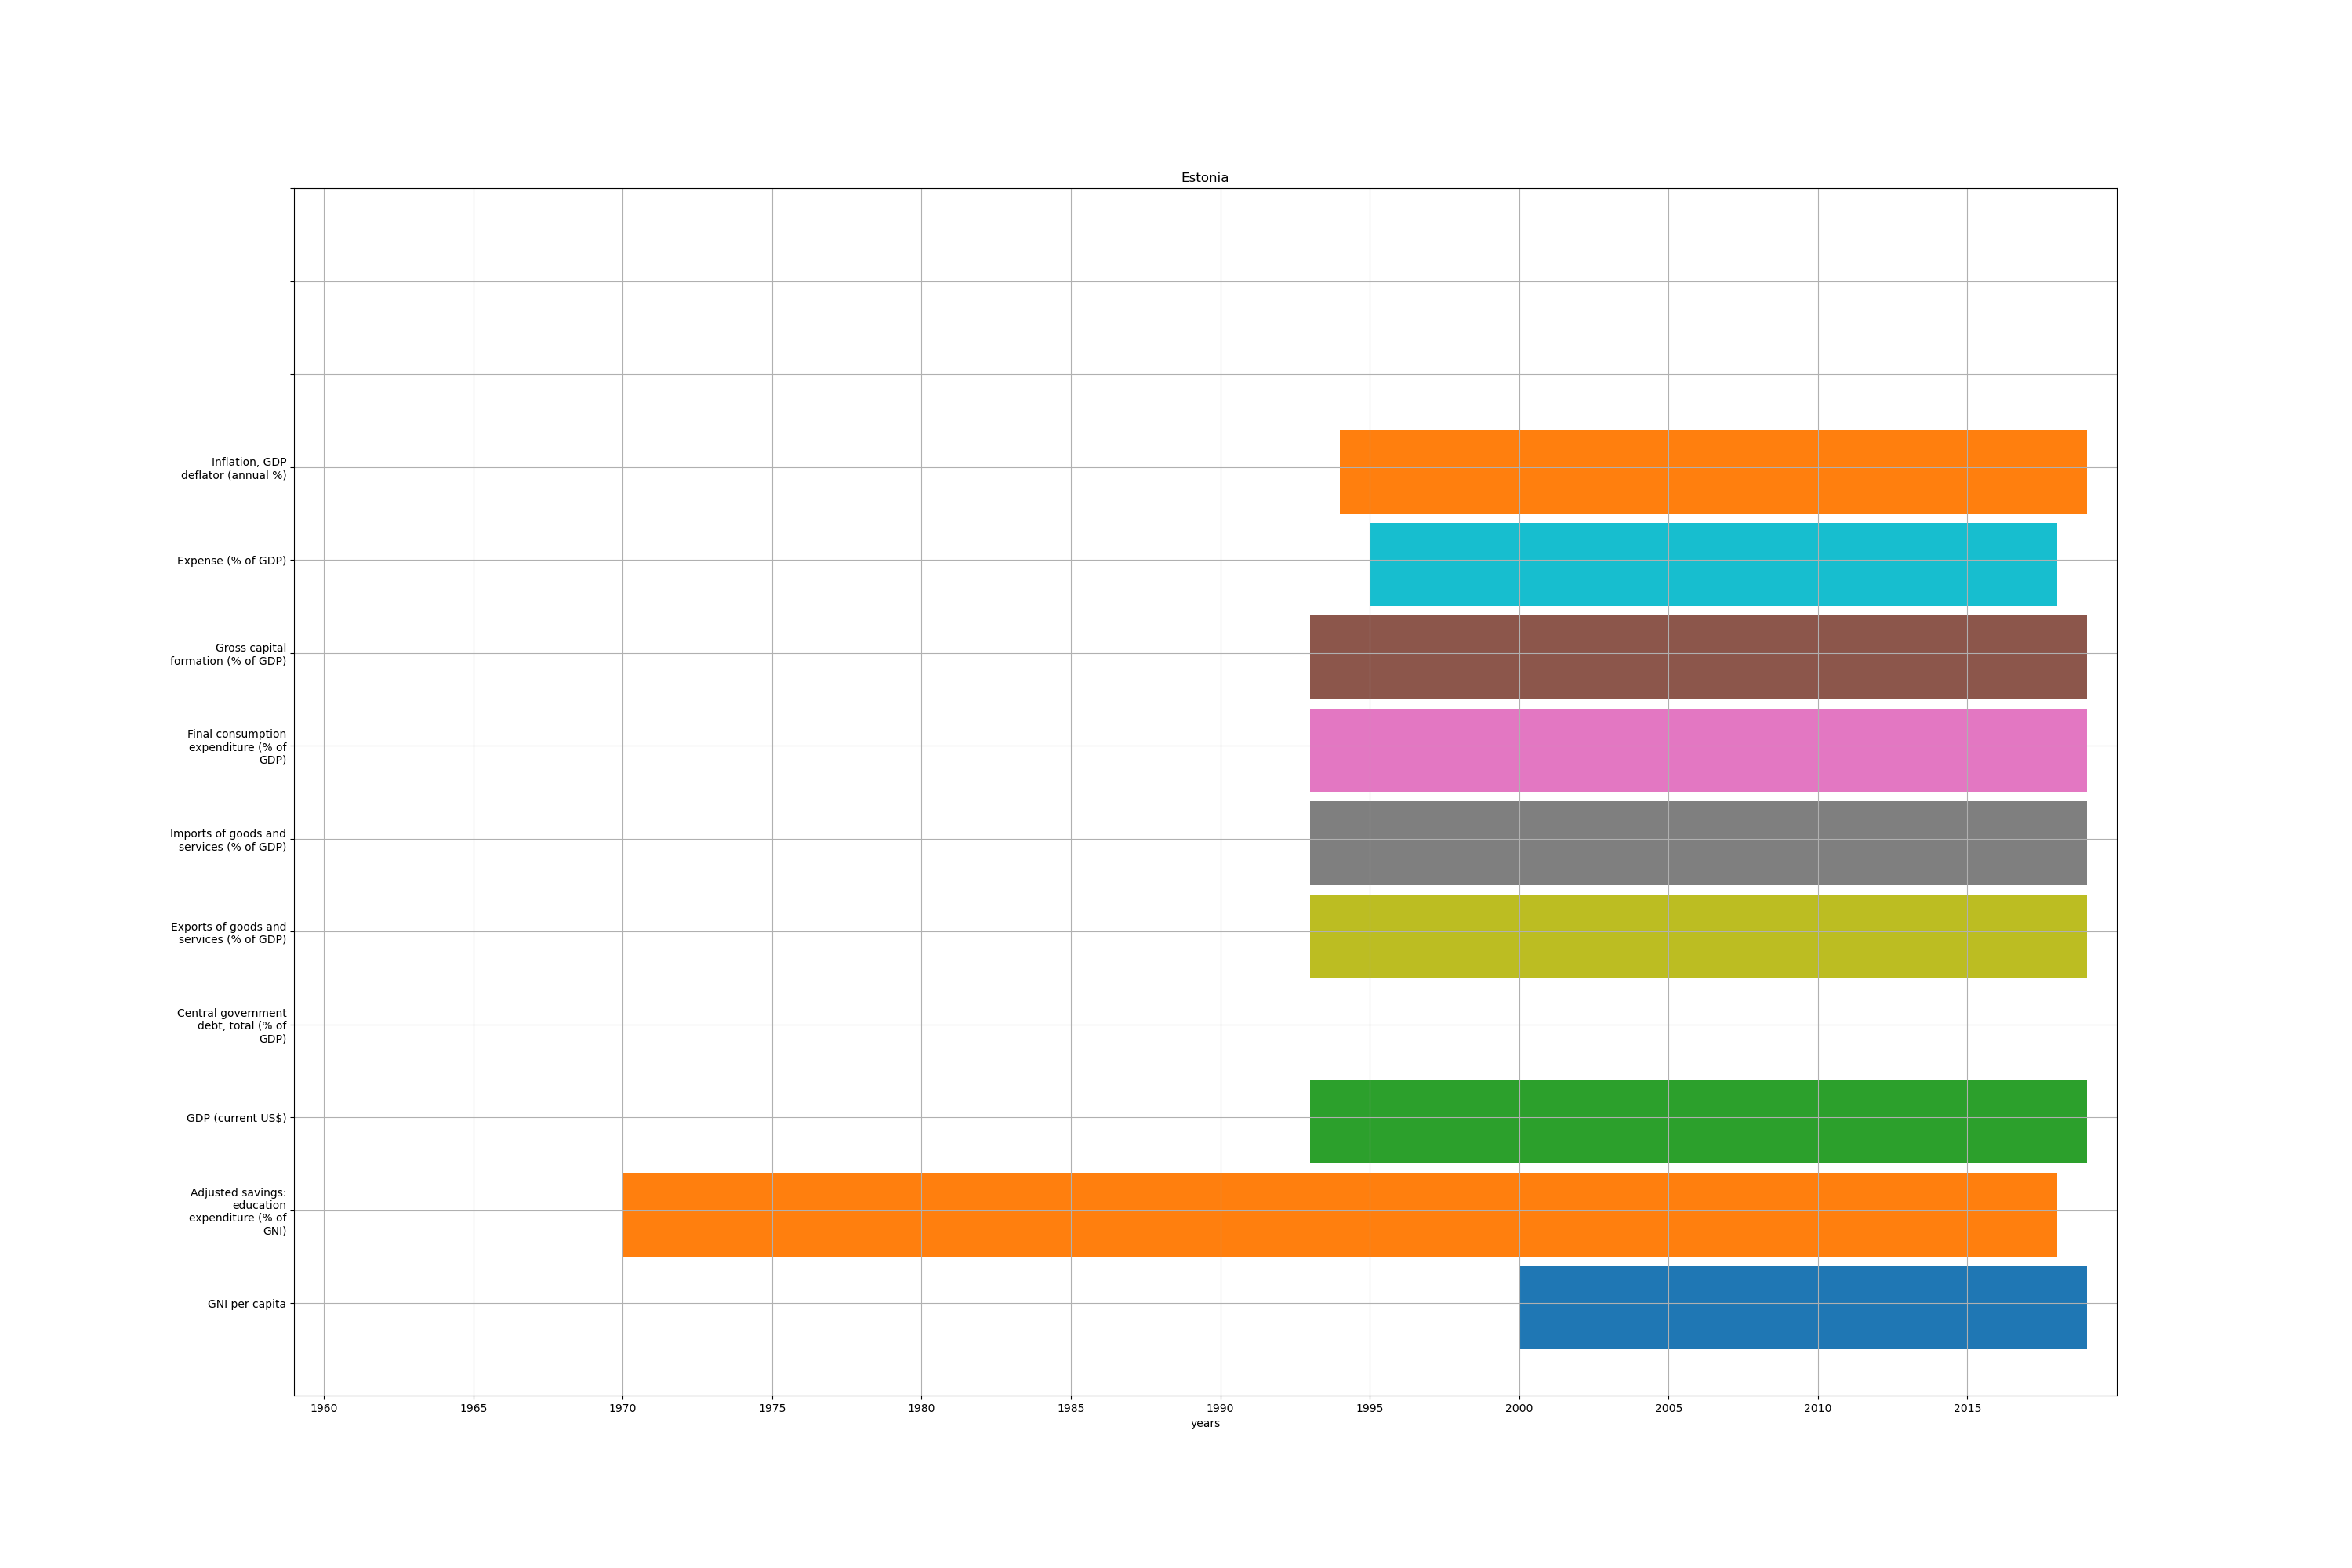 Estonia
Inflation, GDP
deflator (annual %)
Expense (% of GDP)
Gross capital
formation (% of GDP)
Final consumption
expenditure (% of
GDP)
Imports of goods and
services (% of GDP)
Exports of goods and
services (% of GDP)
Central government
debt, total (% of
GDP)
GDP (current US$)
Adjusted savings:
education
expenditure (% of
GNI)
GNI per capita
1960 1965 1970 1975 1980 1985 1990 1995 2000 2005 2010 2015
years